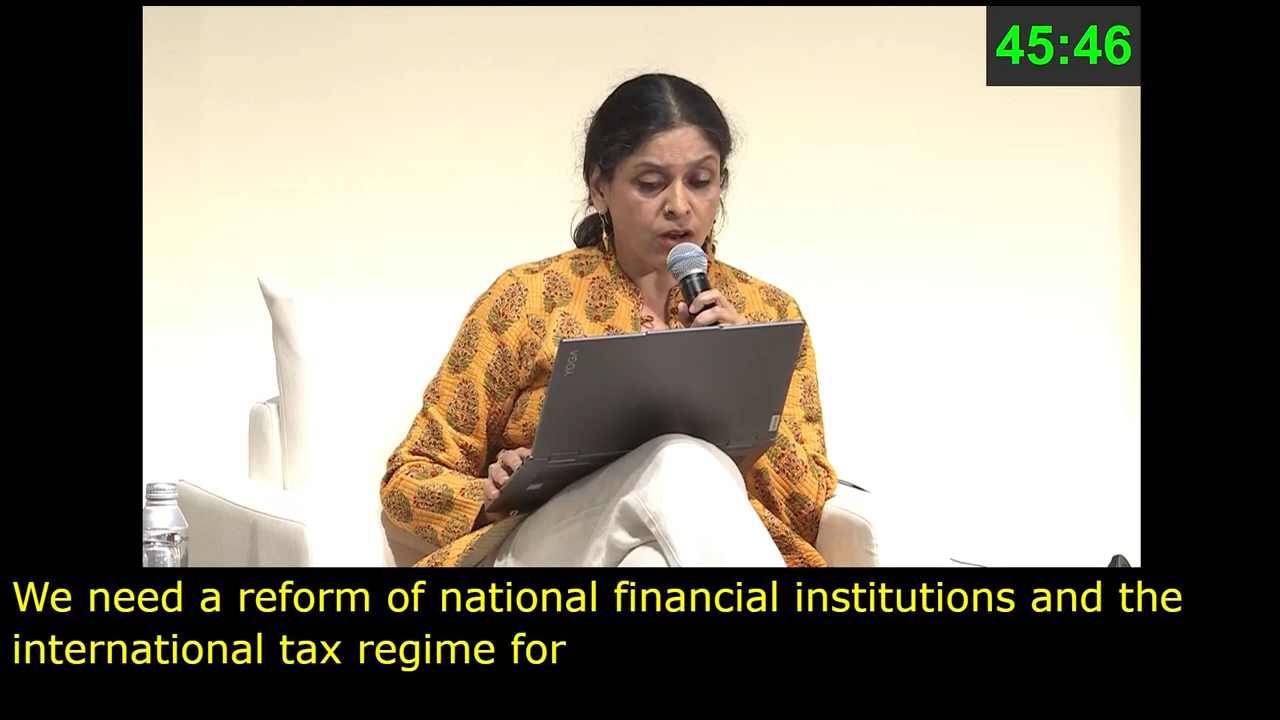 45:46
YOGA
We need a reform of national financial institutions and the
international tax regime for